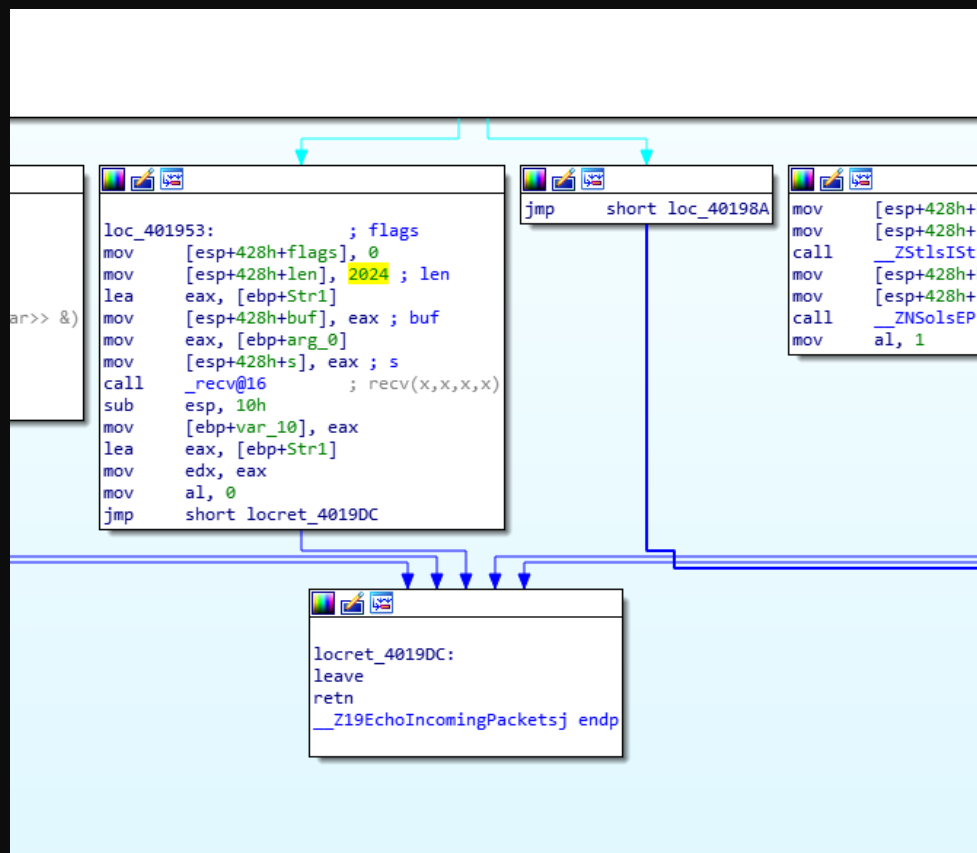 ar>> &)
loc_401953: ; flags
mov [esp+428h+flags], 0
mov [esp+428h+len], 2024 ; len
lea eax, [ebp+Str1]
mov [esp+428h+buf], eax ; buf
mov eax, [ebp+arg_0]
mov [esp+428h+s], eax ; s
call _recv@16 ; recv(x,x,x,x)
sub esp, 10h
mov [ebp+var_10], eax
lea eax, [ebp+Str1]
mov edx, eax
mov al, 0
jmp short locret_4019DC
jmp short loc_40198A
mov [esp+428h+
mov [esp+428h+
call __ZStlsISt
mov [esp+428h+
mov [esp+428h+
call __ZNSolsEP
mov al, 1
locret_4019DC:
leave
retn
__Z19EchoIncomingPacketsj endp